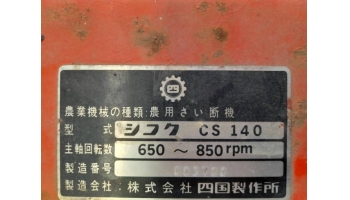 四
農業機械の種類:農用さい断機
型式 シコク CS 140
主軸回転数 650 ～ 850 rpm
製造番号
製造会社 株式会社 四国製作所